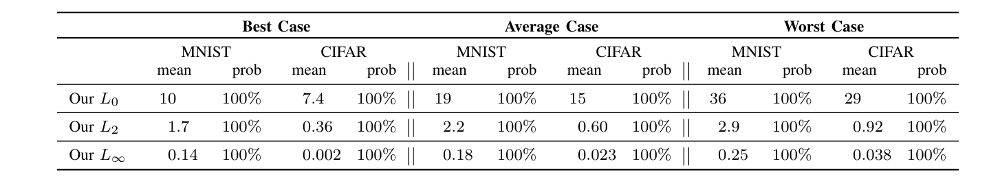 Best Case Average Case Worst Case
MNIST CIFAR MNIST CIFAR MNIST CIFAR
mean prob mean prob || mean prob mean prob || mean prob mean prob
Our L₀ 10 100% 7.4 100% || 19 100% 15 100% || 36 100% 29 100%
Our L₂ 1.7 100% 0.36 100% || 2.2 100% 0.60 100% || 2.9 100% 0.92 100%
Our L∞ 0.14 100% 0.002 100% || 0.18 100% 0.023 100% || 0.25 100% 0.038 100%